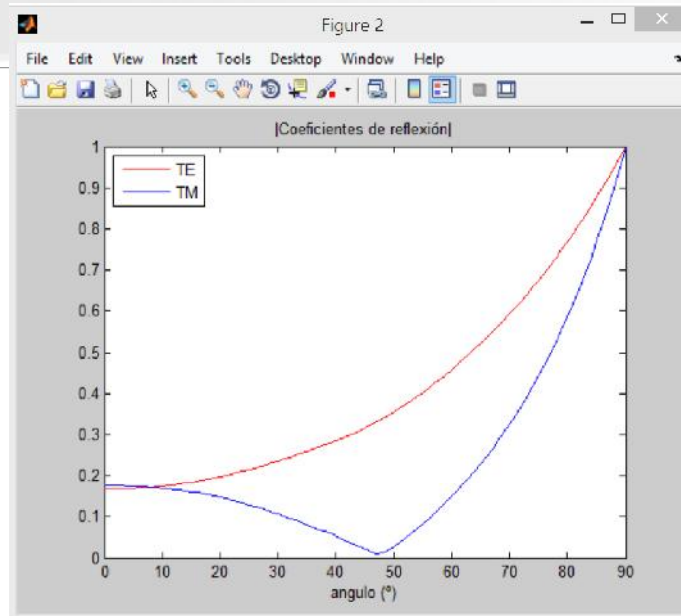 Figure 2
File Edit View Insert Tools Desktop Window Help
|Coeficientes de reflexión|
TE
TM
1
0.9
0.8
0.7
0.6
0.5
0.4
0.3
0.2
0.1
0
0 10 20 30 40 50 60 70 80 90
angulo (º)